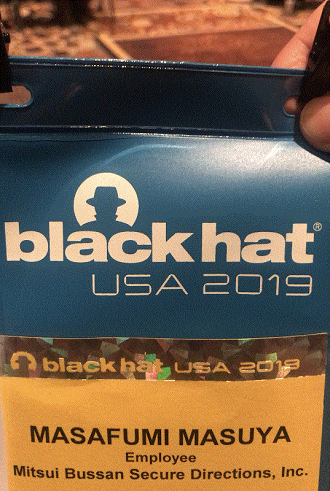 black hat®
USA 2019
black hat USA 2019
MASAFUMI MASUYA
Employee
Mitsui Bussan Secure Directions, Inc.